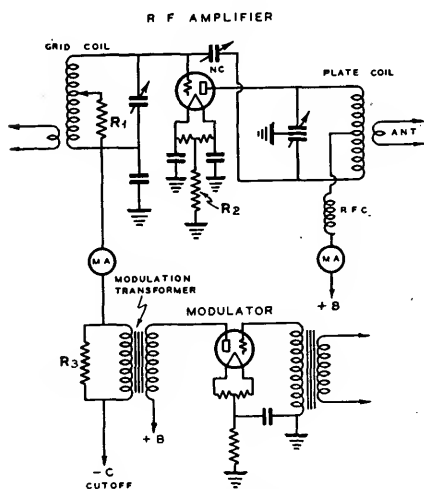 R F AMPLIFIER
GRID COIL
NC
PLATE COIL
R1
ANT.
R2
RFC
MA
MA
MODULATION
TRANSFORMER
+B
MODULATOR
R3
+B
-C
CUTOFF